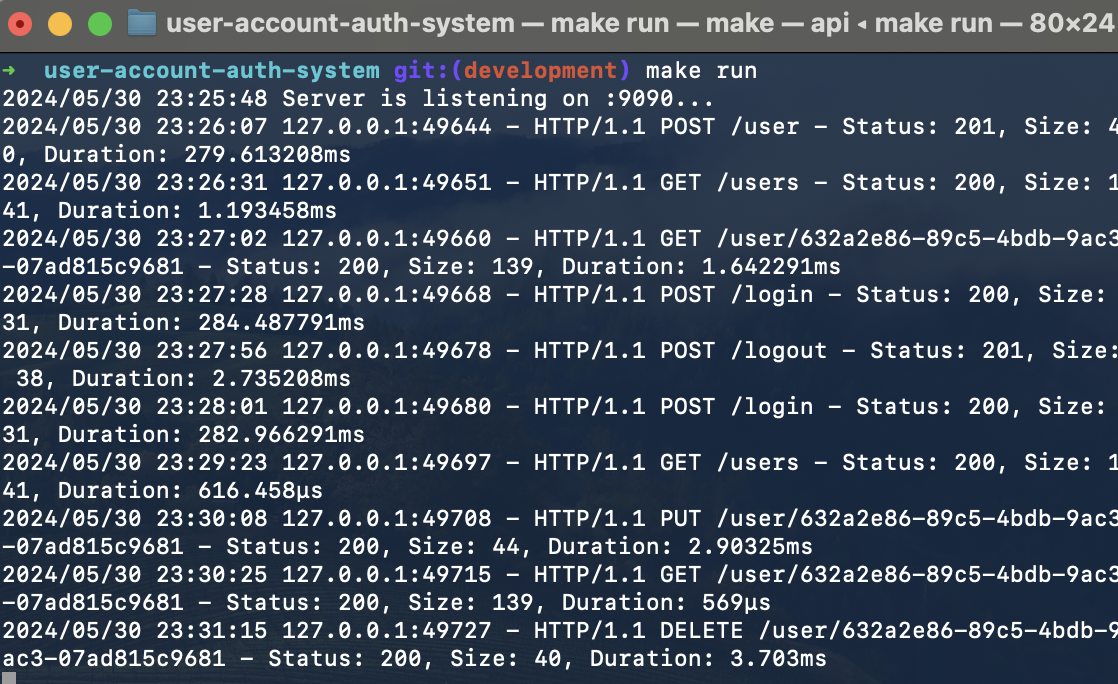 user-account-auth-system — make run — make — api ◂ make run — 80×24
➜  user-account-auth-system git:(development) make run
2024/05/30 23:25:48 Server is listening on :9090...
2024/05/30 23:26:07 127.0.0.1:49644 - HTTP/1.1 POST /user - Status: 201, Size: 4
0, Duration: 279.613208ms
2024/05/30 23:26:31 127.0.0.1:49651 - HTTP/1.1 GET /users - Status: 200, Size: 1
41, Duration: 1.193458ms
2024/05/30 23:27:02 127.0.0.1:49660 - HTTP/1.1 GET /user/632a2e86-89c5-4bdb-9ac3
-07ad815c9681 - Status: 200, Size: 139, Duration: 1.642291ms
2024/05/30 23:27:28 127.0.0.1:49668 - HTTP/1.1 POST /login - Status: 200, Size:
31, Duration: 284.487791ms
2024/05/30 23:27:56 127.0.0.1:49678 - HTTP/1.1 POST /logout - Status: 201, Size:
 38, Duration: 2.735208ms
2024/05/30 23:28:01 127.0.0.1:49680 - HTTP/1.1 POST /login - Status: 200, Size:
31, Duration: 282.966291ms
2024/05/30 23:29:23 127.0.0.1:49697 - HTTP/1.1 GET /users - Status: 200, Size: 1
41, Duration: 616.458µs
2024/05/30 23:30:08 127.0.0.1:49708 - HTTP/1.1 PUT /user/632a2e86-89c5-4bdb-9ac3
-07ad815c9681 - Status: 200, Size: 44, Duration: 2.90325ms
2024/05/30 23:30:25 127.0.0.1:49715 - HTTP/1.1 GET /user/632a2e86-89c5-4bdb-9ac3
-07ad815c9681 - Status: 200, Size: 139, Duration: 569µs
2024/05/30 23:31:15 127.0.0.1:49727 - HTTP/1.1 DELETE /user/632a2e86-89c5-4bdb-9
ac3-07ad815c9681 - Status: 200, Size: 40, Duration: 3.703ms